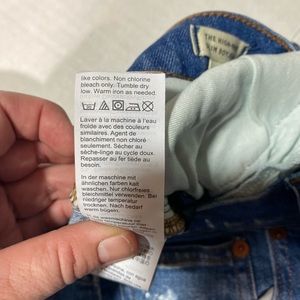 THE HIGH
like colors. Non chlorine
bleach only. Tumble dry
low. Warm iron as needed.
Laver à la machine à l'eau
froide avec des couleurs
similaires. Agent de
blanchiment non chloré
seulement. Sécher au
sèche-linge au cycle doux.
Repasser au fer tiède au
besoin.
In der maschine mit
ähnlichen farben kalt
waschen. Nur chlorfreies
bleichmittel verwenden. Bei
niedriger temperatur
trocknen. Nach bedarf
warm bügeln.